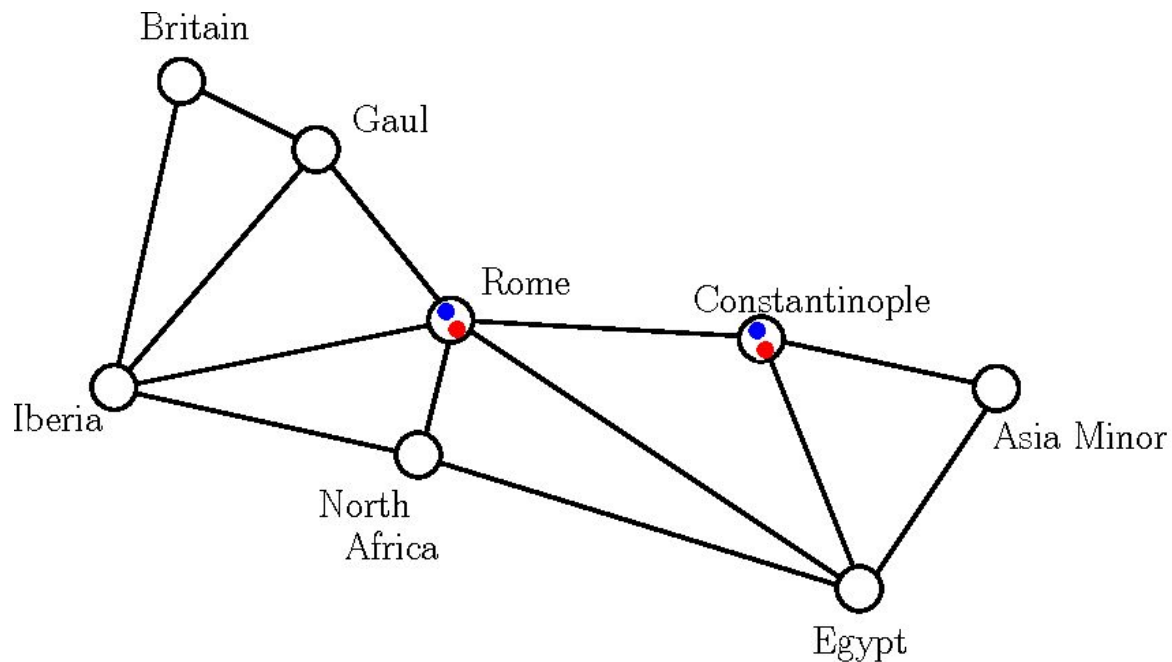 Britain
Gaul
Rome
Constantinople
Iberia
Asia Minor
North
Africa
Egypt